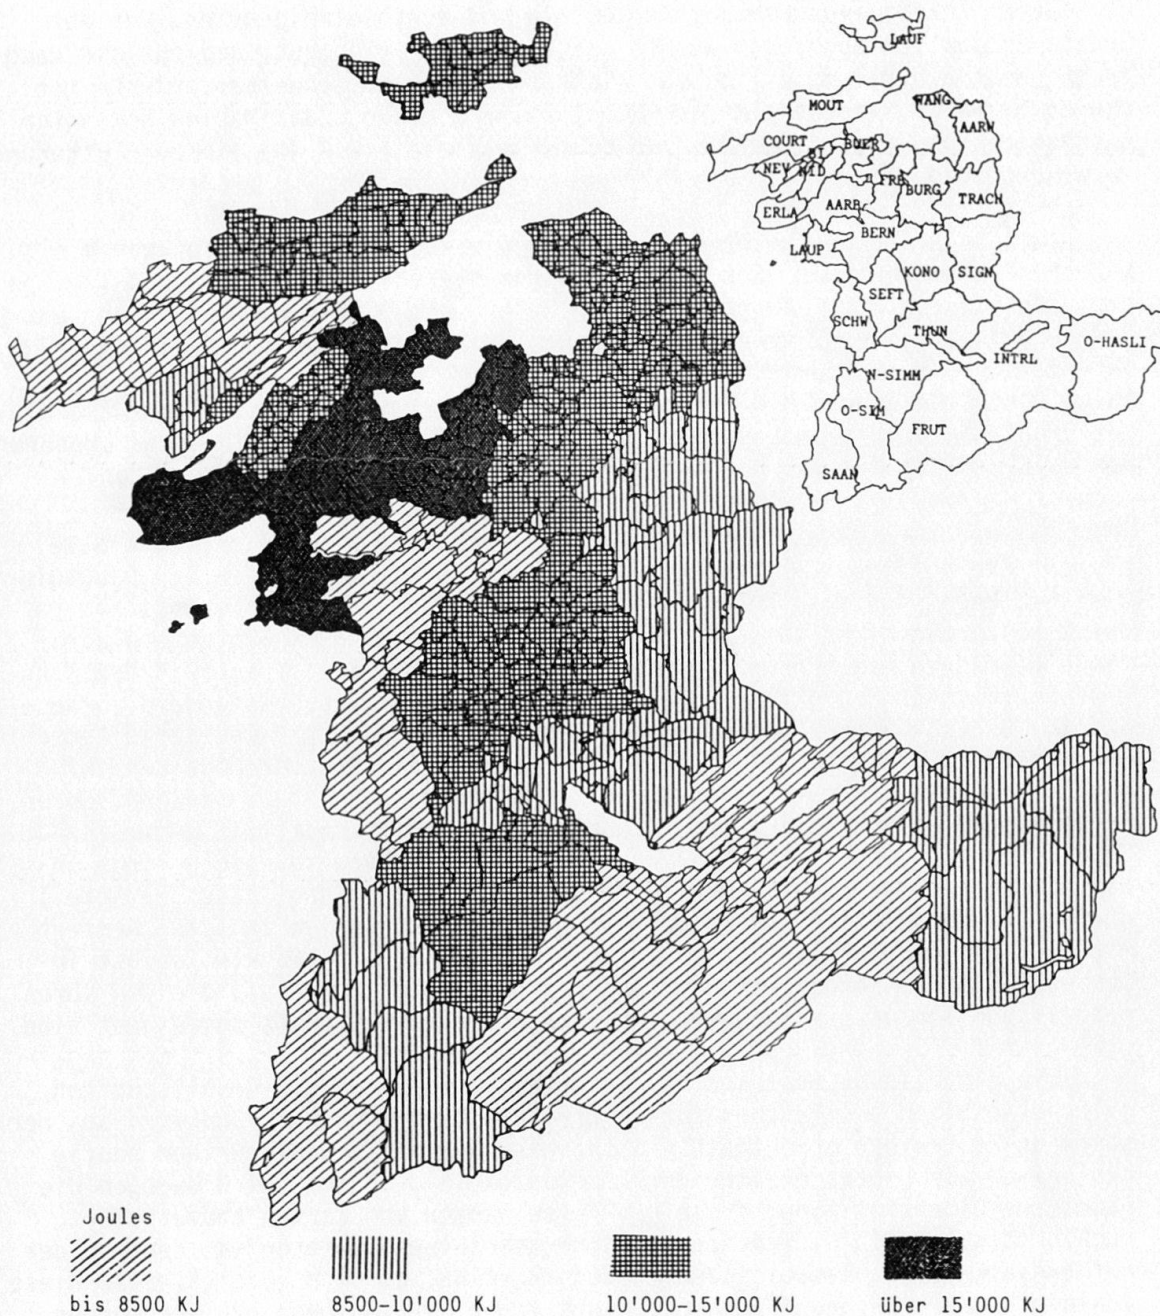 LAUF
MOUT
WANG
AARW
COURT
BUER
BI
NEV
NID
FRB
BURG
ERLA
AARB
TRACH
BERN
LAUP
KONO
SIGN
SEFT
SCHW
THUN
O-HASLI
INTRL
N-SIMM
O-SIM
FRUT
SAAN
Joules
bis 8500 KJ
8500-10'000 KJ
10'000-15'000 KJ
über 15'000 KJ